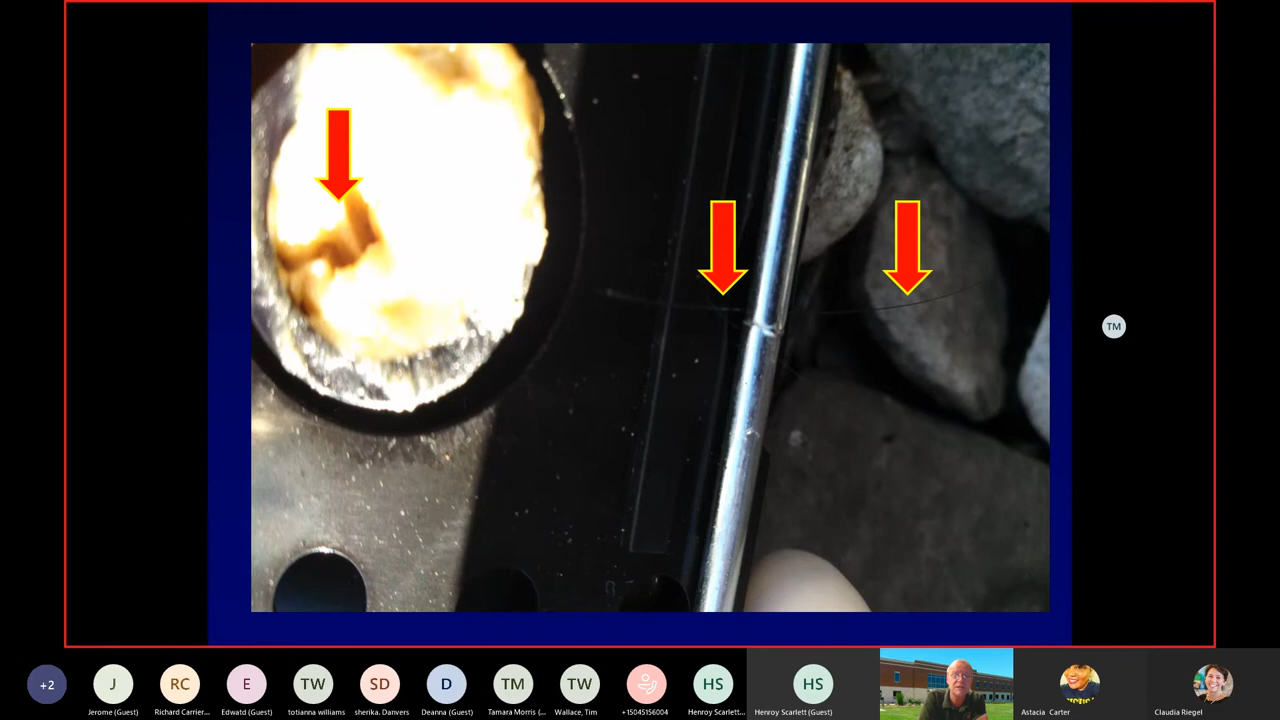 TM
+2
J
RC
E
TW
SD
D
TM
TW
HS
HS
Jerome (Guest)
Richard Carrier...
Edwatd (Guest)
totianna williams
sherika. Danvers
Deanna (Guest)
Tamara Morris (...
Wallace, Tim
+15045156004
Henroy Scarlett...
Henroy Scarlett (Guest)
Astacia Carter
Claudia Riegel